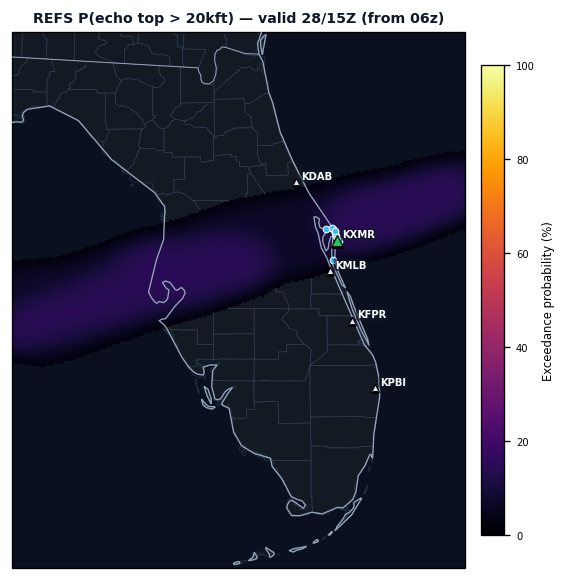 REFS P(echo top > 20kft) — valid 28/15Z (from 06z)
KDAB
KXMR
KMLB
KFPR
KPBI
100
80
60
40
20
0
Exceedance probability (%)